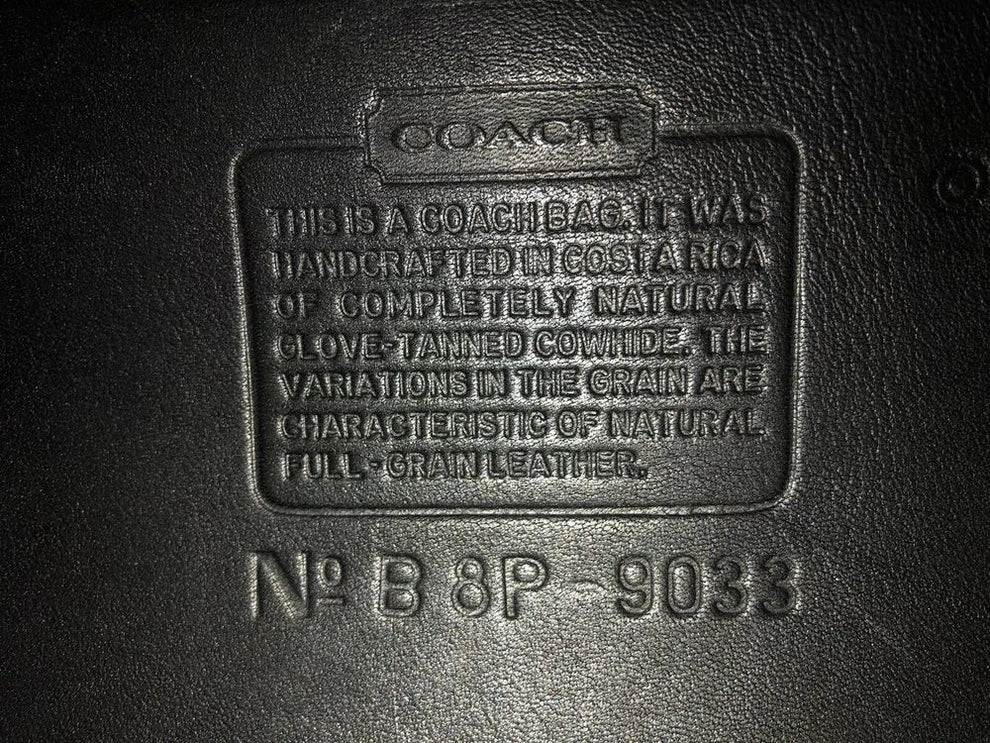 COACH
THIS IS A COACH BAG. IT WAS
HANDCRAFTED IN COSTA RICA
OF COMPLETELY NATURAL
GLOVE-TANNED COWHIDE. THE
VARIATIONS IN THE GRAIN ARE
CHARACTERISTIC OF NATURAL
FULL-GRAIN LEATHER.
Nº B8P-9033